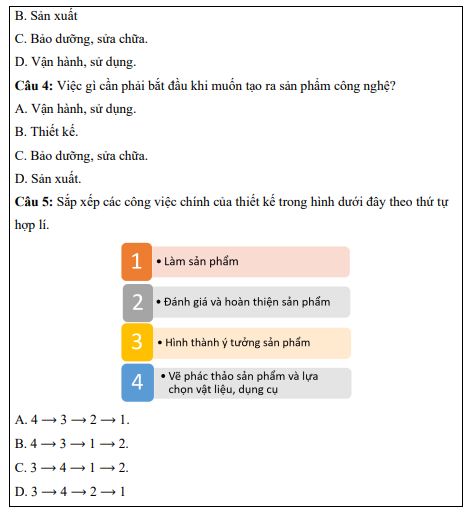 B. Sản xuất
C. Bảo dưỡng, sửa chữa.
D. Vận hành, sử dụng.
Câu 4: Việc gì cần phải bắt đầu khi muốn tạo ra sản phẩm công nghệ?
A. Vận hành, sử dụng.
B. Thiết kế.
C. Bảo dưỡng, sửa chữa.
D. Sản xuất.
Câu 5: Sắp xếp các công việc chính của thiết kế trong hình dưới đây theo thứ tự
hợp lí.
1 • Làm sản phẩm
2 • Đánh giá và hoàn thiện sản phẩm
3 • Hình thành ý tưởng sản phẩm
4 • Vẽ phác thảo sản phẩm và lựa
chọn vật liệu, dụng cụ
A. 4 → 3 → 2 → 1.
B. 4 → 3 → 1 → 2.
C. 3 → 4 → 1 → 2.
D. 3 → 4 → 2 → 1